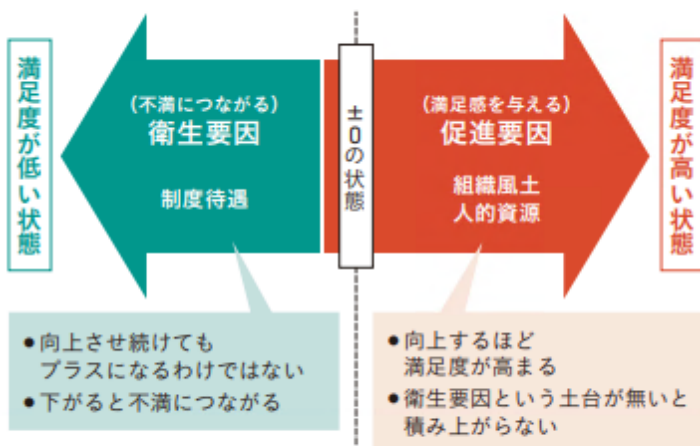 満足度が低い状態
（不満につながる）
衛生要因
制度待遇
±0の状態
（満足感を与える）
促進要因
組織風土
人的資源
満足度が高い状態
●向上させ続けても
プラスになるわけではない
●下がると不満につながる
●向上するほど
満足度が高まる
●衛生要因という土台が無いと
積み上がらない